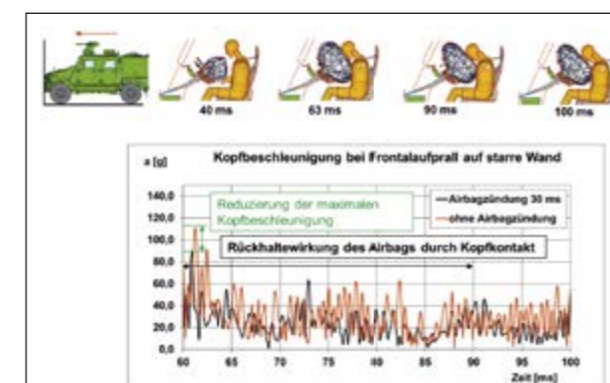 40 ms 63 ms 90 ms 100 ms
a [g] Kopfbeschleunigung bei Frontalaufprall auf starre Wand
140,0
120,0
100,0
80,0
60,0
40,0
20,0
0,0
Reduzierung der maximalen
Kopfbeschleunigung
Airbagzündung 30 ms
ohne Airbagzündung
Rückhaltewirkung des Airbags durch Kopfkontakt
60 65 70 75 80 85 90 95 100
Zeit [ms]